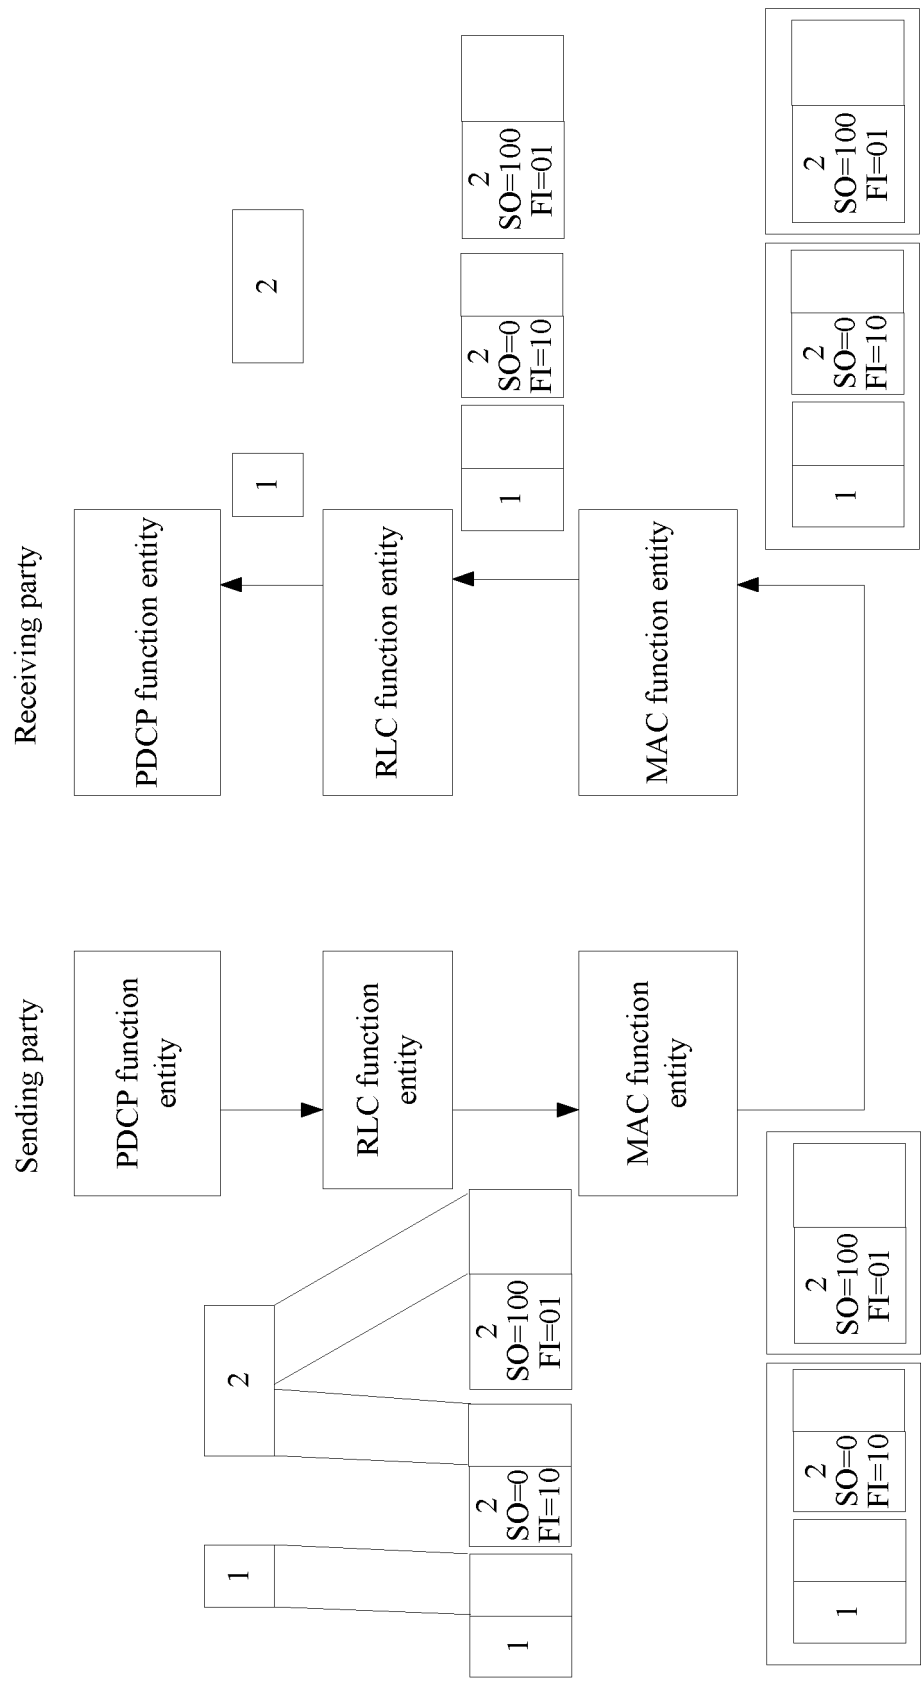 Sending party
Receiving party
PDCP function
entity
PDCP function entity
1
2
1
2
RLC function
entity
RLC function entity
1
2
SO=0
FI=10
2
SO=100
FI=01
1
2
SO=0
FI=10
2
SO=100
FI=01
MAC function
entity
MAC function entity
1
2
SO=0
FI=10
2
SO=100
FI=01
1
2
SO=0
FI=10
2
SO=100
FI=01